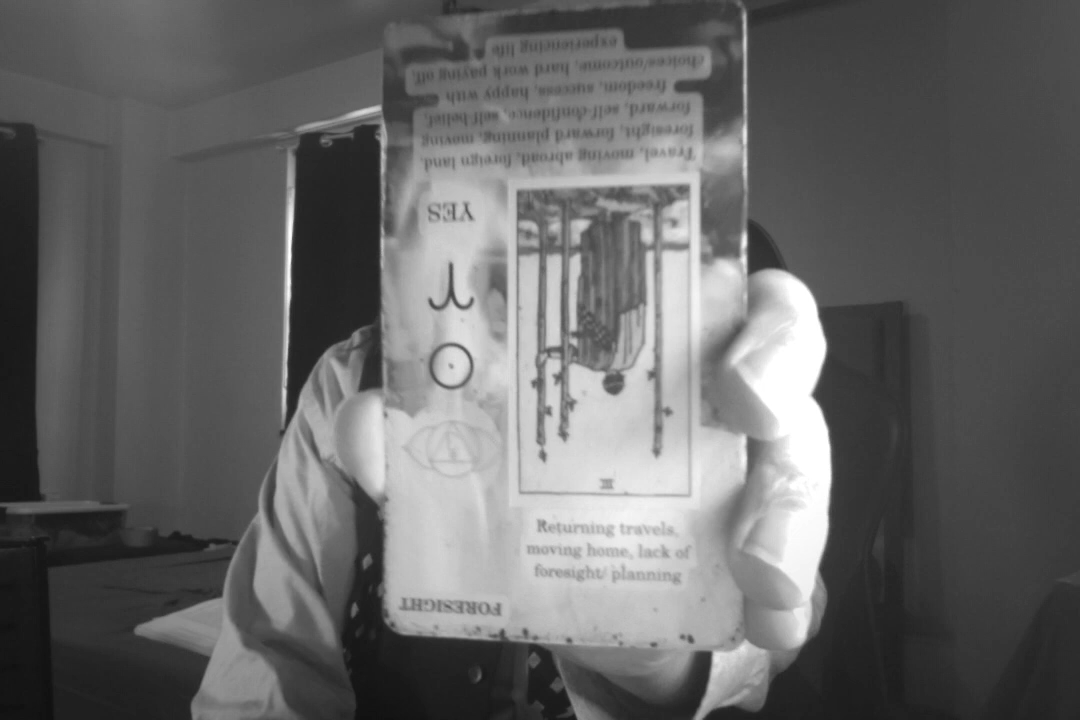 Returning travels,
moving home, lack of
foresight/ planning
FORESIGHT
III
YES
Travel, moving abroad, foreign land,
foresight, forward planning, moving
forward, self-confidence, self-belief,
freedom, success, happy with
choices/outcome, hard work paying off,
experiencing life